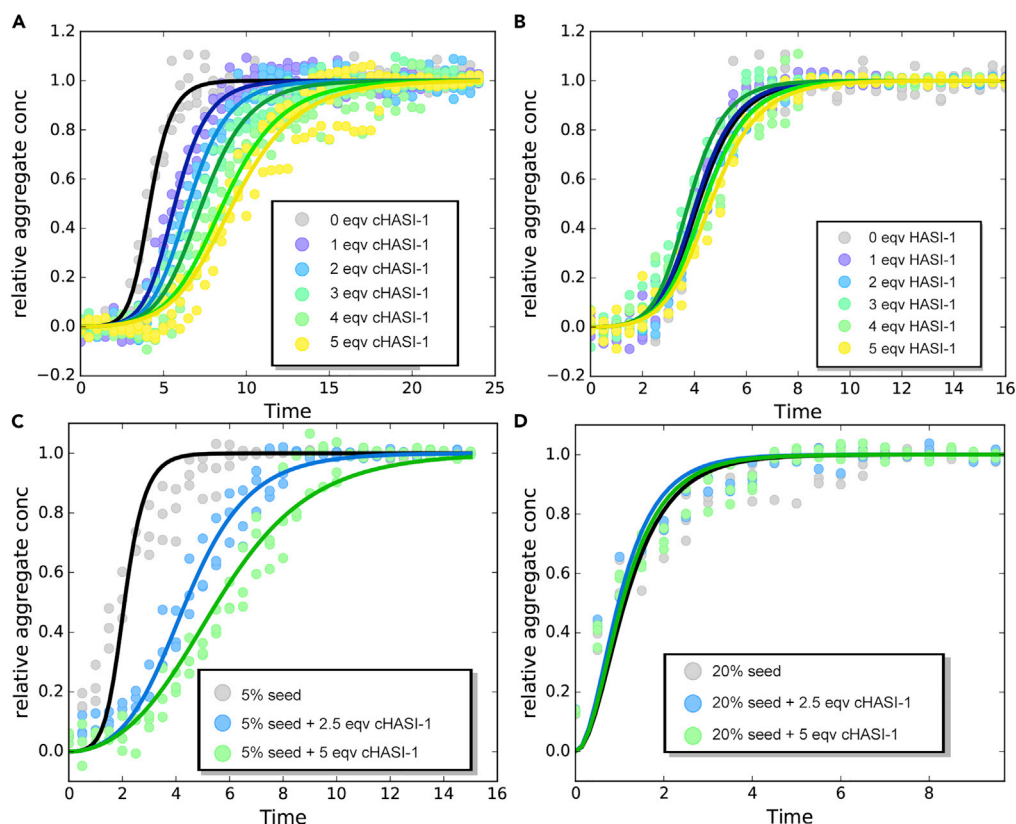 A
relative aggregate conc
1.2
1.0
0.8
0.6
0.4
0.2
0.0
−0.2
0 eqv cHASI-1
1 eqv cHASI-1
2 eqv cHASI-1
3 eqv cHASI-1
4 eqv cHASI-1
5 eqv cHASI-1
0 5 10 15 20 25
Time
B
relative aggregate conc
1.2
1.0
0.8
0.6
0.4
0.2
0.0
−0.2
0 eqv HASI-1
1 eqv HASI-1
2 eqv HASI-1
3 eqv HASI-1
4 eqv HASI-1
5 eqv HASI-1
0 2 4 6 8 10 12 14 16
Time
C
relative aggregate conc
1.0
0.8
0.6
0.4
0.2
0.0
5% seed
5% seed + 2.5 eqv cHASI-1
5% seed + 5 eqv cHASI-1
0 2 4 6 8 10 12 14 16
Time
D
relative aggregate conc
1.0
0.8
0.6
0.4
0.2
0.0
20% seed
20% seed + 2.5 eqv cHASI-1
20% seed + 5 eqv cHASI-1
0 2 4 6 8
Time